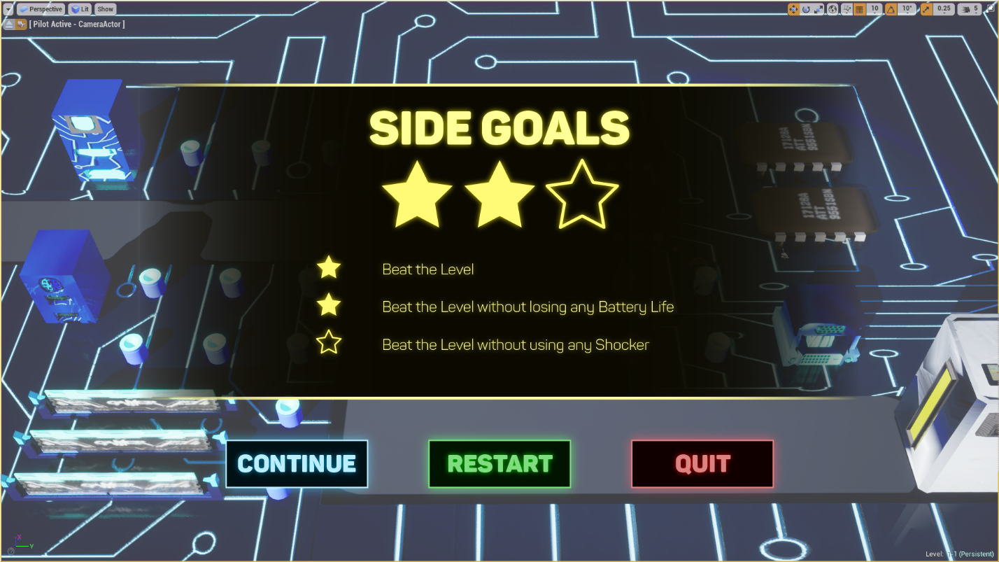 Perspective Lit Show 10 10° 0.25 5
[ Pilot Active - CameraActor ]
SIDE GOALS
17128A
ATT
9551SBN
17128A
ATT
9551SBN
Beat the Level
Beat the Level without losing any Battery Life
Beat the Level without using any Shocker
CONTINUE RESTART QUIT
X
Y
Level: 1-1 (Persistent)